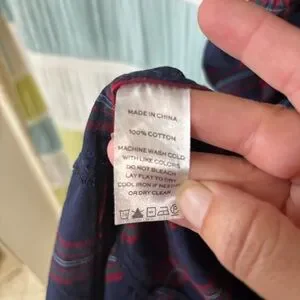 MADE IN CHINA
100% COTTON
MACHINE WASH COLD
WITH LIKE COLORS
DO NOT BLEACH
LAY FLAT TO DRY
COOL IRON IF NEEDED
OR DRY CLEAN